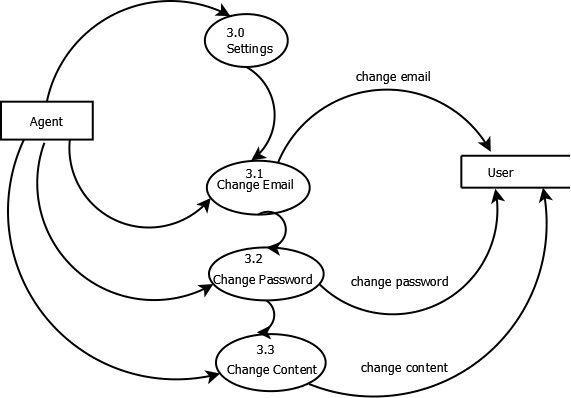 3.0
Settings
change email
Agent
3.1
Change Email
User
3.2
Change Password
change password
3.3
Change Content
change content